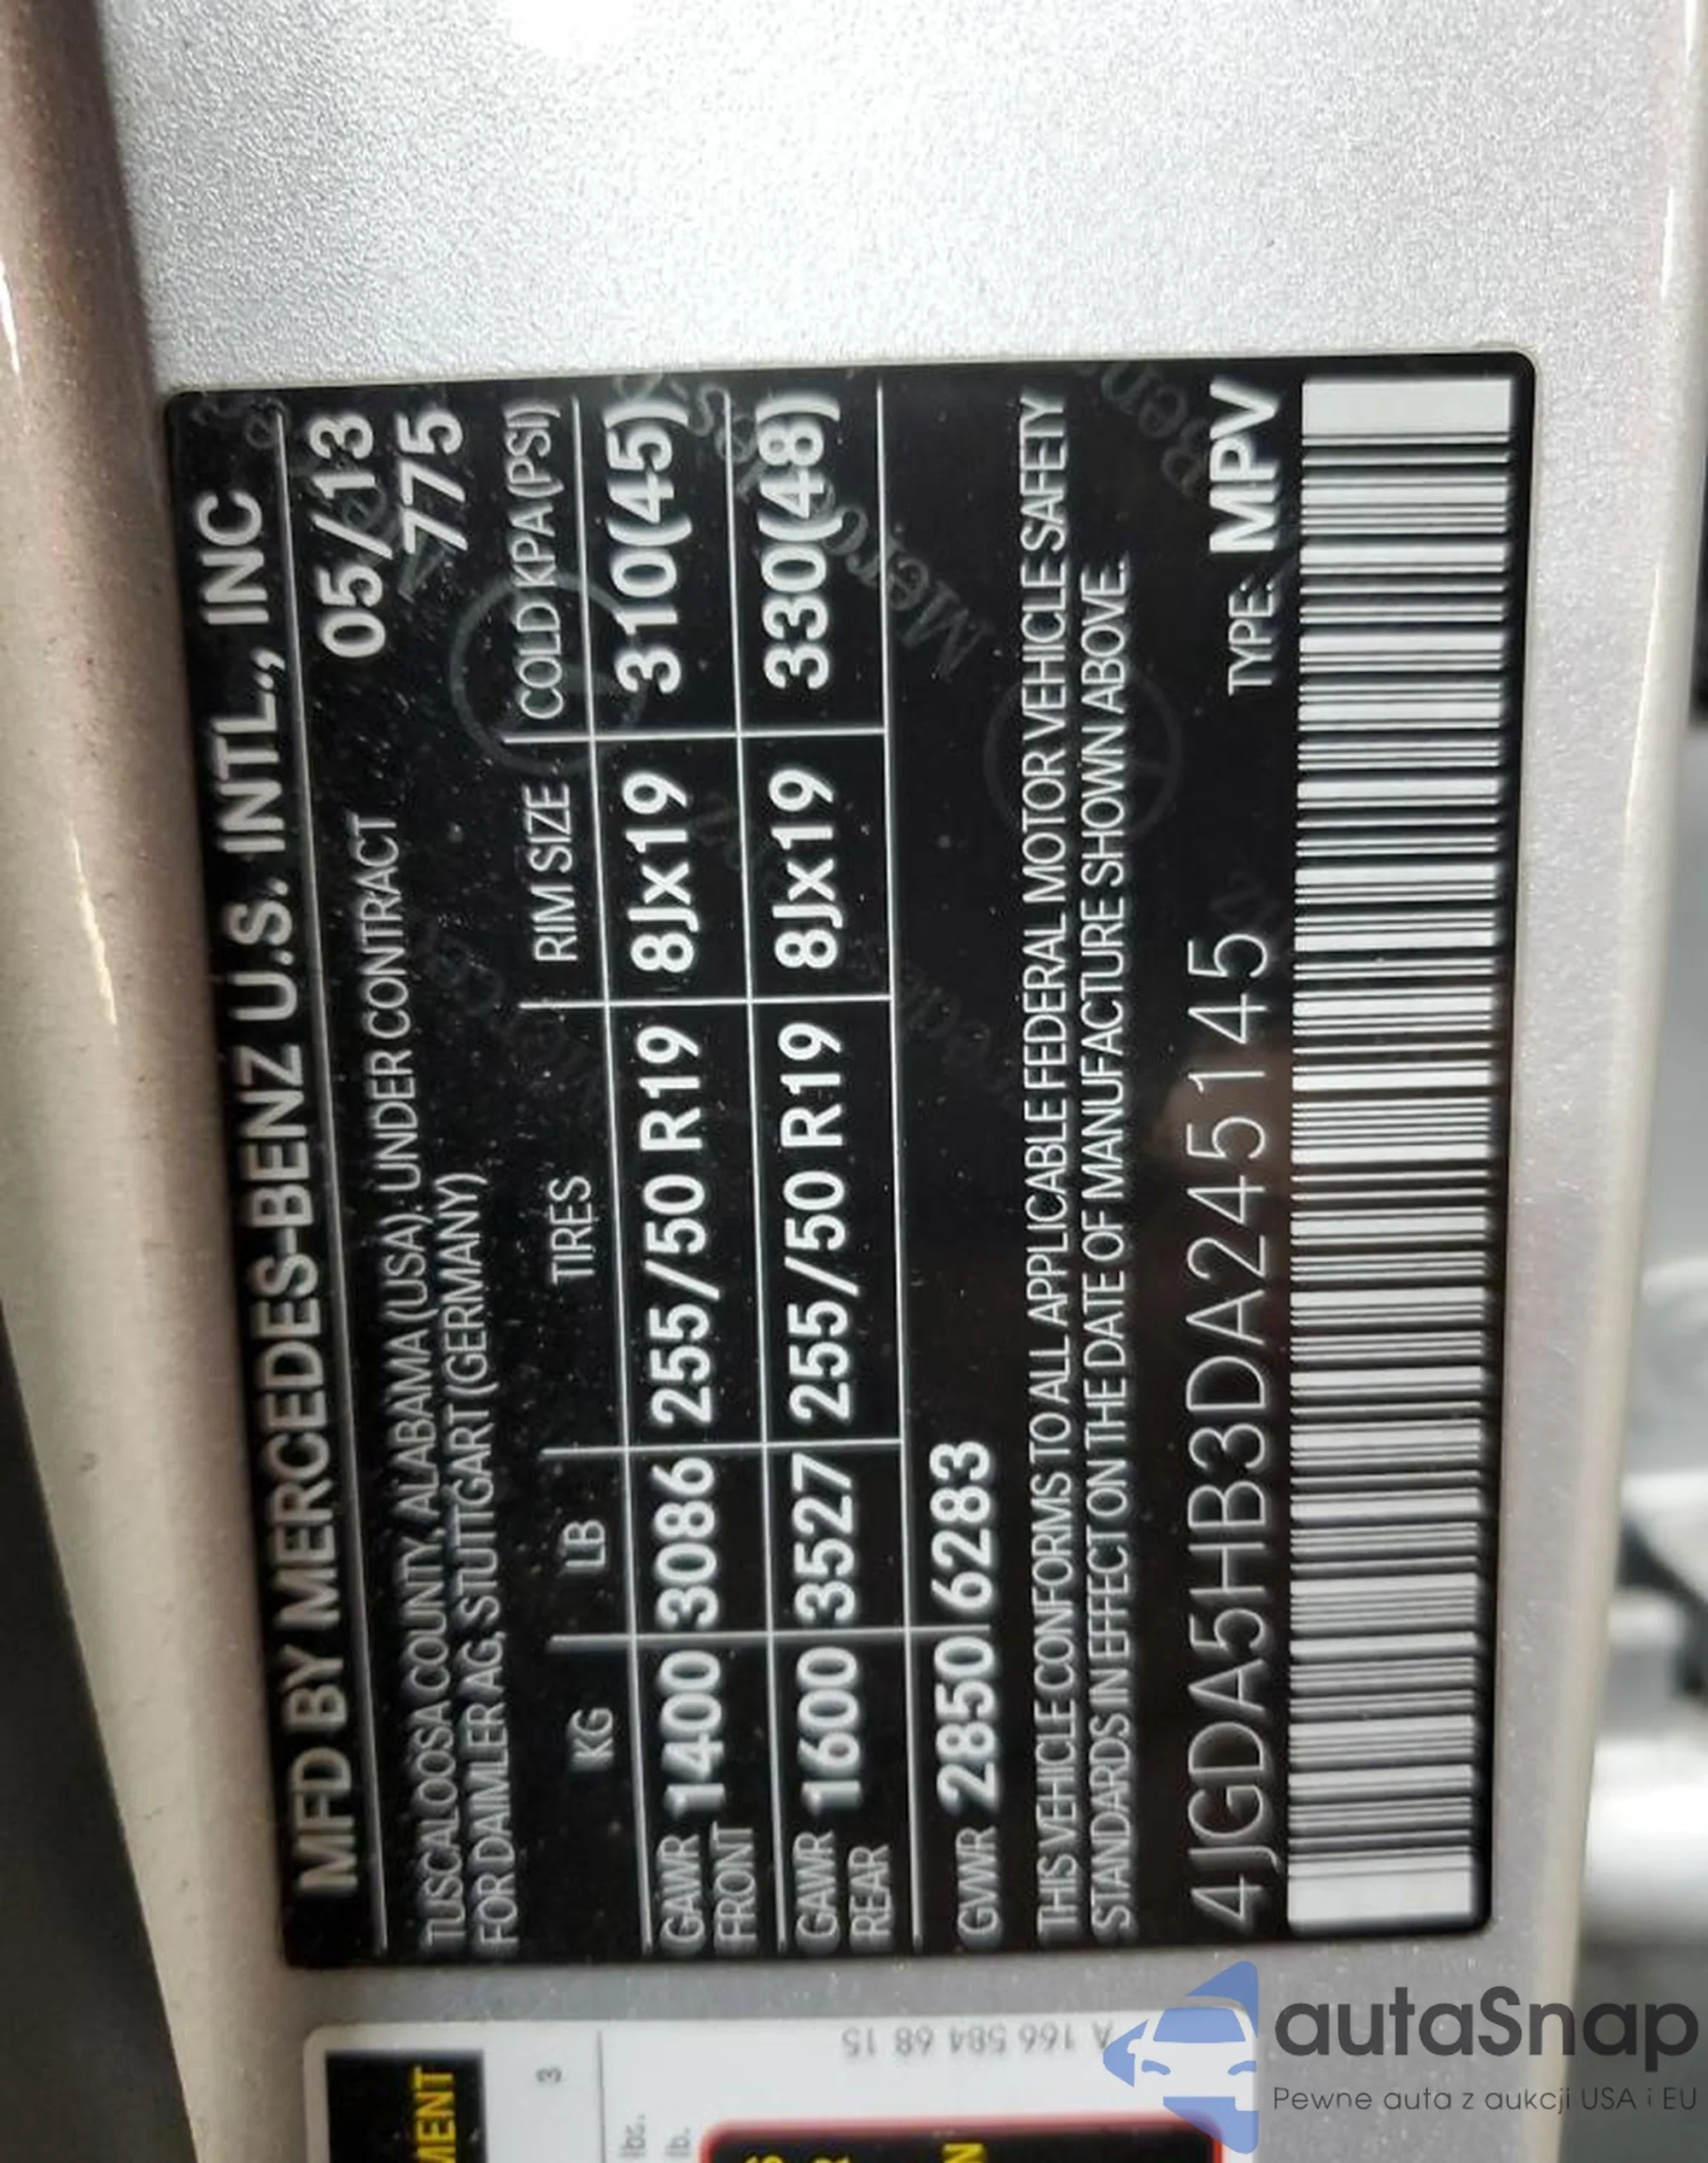 MFD BY MERCEDES-BENZ U.S. INTL., INC
TUSCALOOSA COUNTY, ALABAMA (USA). UNDER CONTRACT 05/13
FOR DAIMLER AG, STUTTGART (GERMANY) 775
KG LB TIRES RIM SIZE COLD KPA (PSI)
GAWR FRONT 1400 3086 255/50 R19 8Jx19 310(45)
GAWR REAR 1600 3527 255/50 R19 8Jx19 330(48)
GVWR 2850 6283
THIS VEHICLE CONFORMS TO ALL APPLICABLE FEDERAL MOTOR VEHICLE SAFETY
STANDARDS IN EFFECT ON THE DATE OF MANUFACTURE SHOWN ABOVE.
4JGDA5HB3DA245145 TYPE: MPV
A 166 584 68 15
3
lb.
autaSnap
Pewne auta z aukcji USA i EU